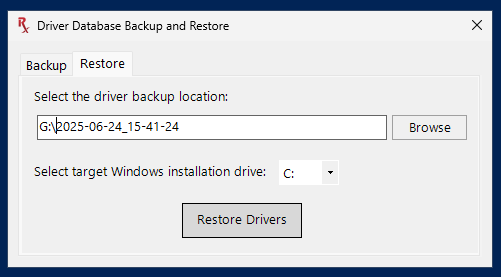 Driver Database Backup and Restore
Backup
Restore
Select the driver backup location:
G:\2025-06-24_15-41-24
Browse
Select target Windows installation drive:
C:
Restore Drivers